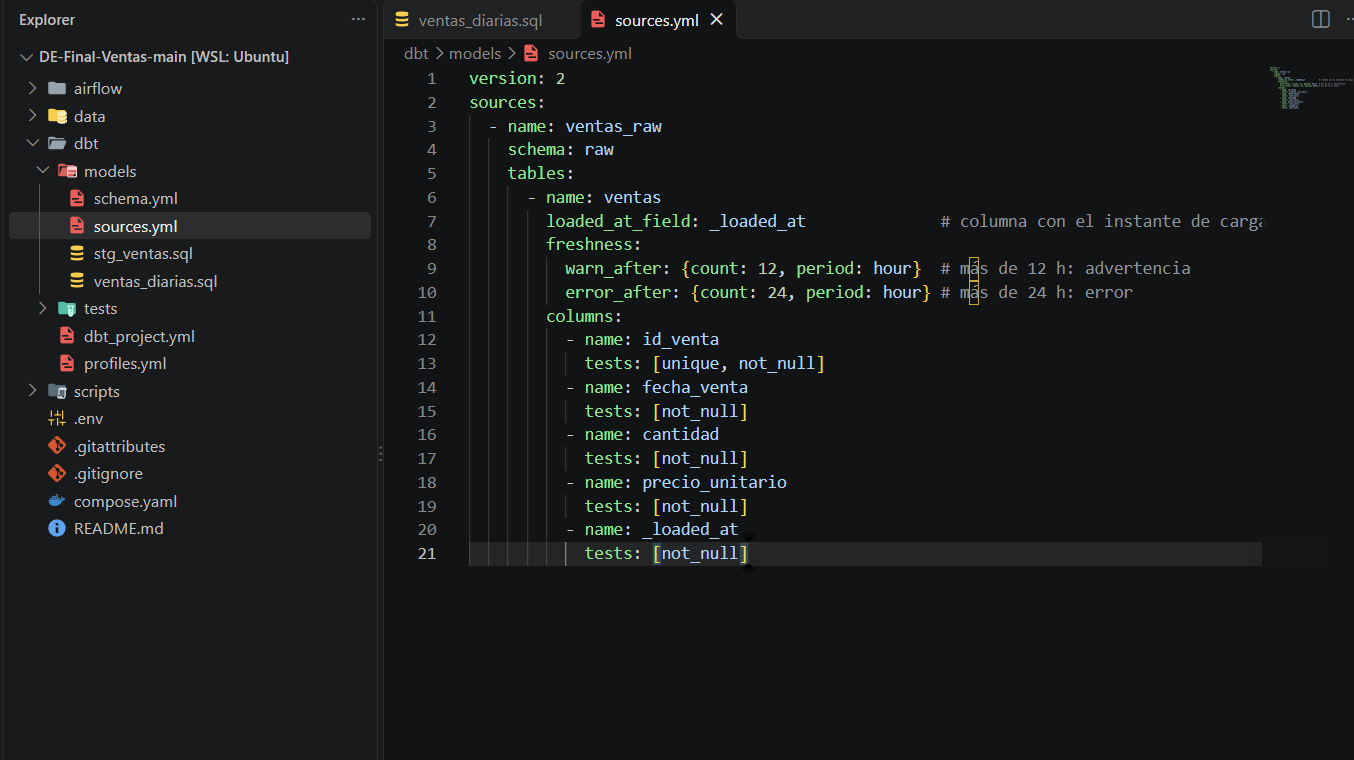 Explorer
DE-Final-Ventas-main [WSL: Ubuntu]
airflow
data
dbt
models
schema.yml
sources.yml
stg_ventas.sql
ventas_diarias.sql
tests
dbt_project.yml
profiles.yml
scripts
.env
.gitattributes
.gitignore
compose.yaml
README.md
ventas_diarias.sql
sources.yml
dbt > models > sources.yml
1 version: 2
2 sources:
3 - name: ventas_raw
4 schema: raw
5 tables:
6 - name: ventas
7 loaded_at_field: _loaded_at # columna con el instante de carga
8 freshness:
9 warn_after: {count: 12, period: hour} # más de 12 h: advertencia
10 error_after: {count: 24, period: hour} # más de 24 h: error
11 columns:
12 - name: id_venta
13 tests: [unique, not_null]
14 - name: fecha_venta
15 tests: [not_null]
16 - name: cantidad
17 tests: [not_null]
18 - name: precio_unitario
19 tests: [not_null]
20 - name: _loaded_at
21 tests: [not_null]